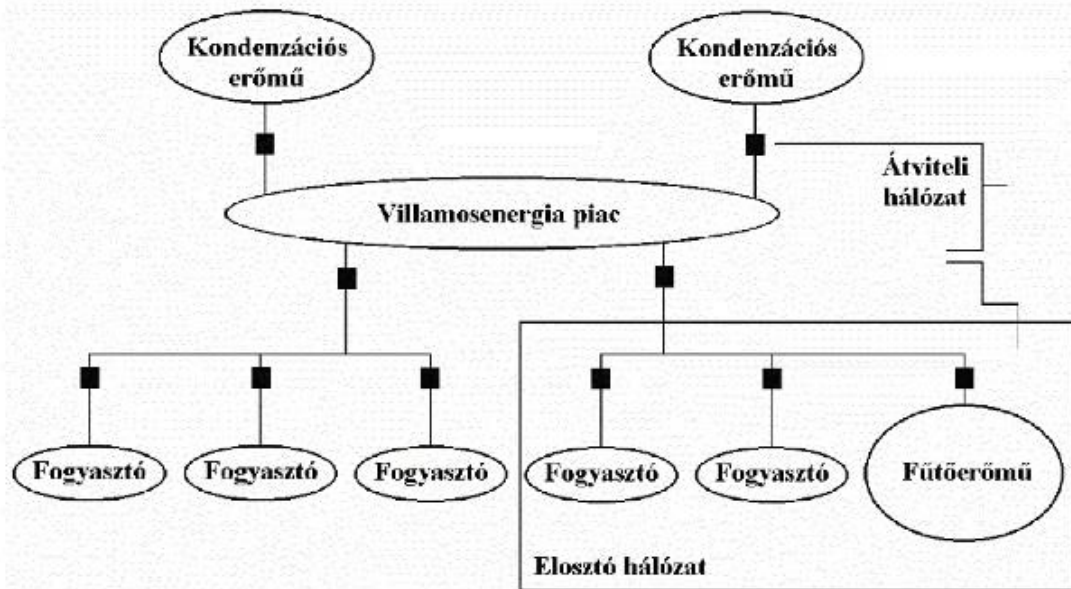 Kondenzációs
erőmű
Kondenzációs
erőmű
Átviteli
hálózat
Villamosenergia piac
Fogyasztó
Fogyasztó
Fogyasztó
Fogyasztó
Fogyasztó
Fűtőerőmű
Elosztó hálózat